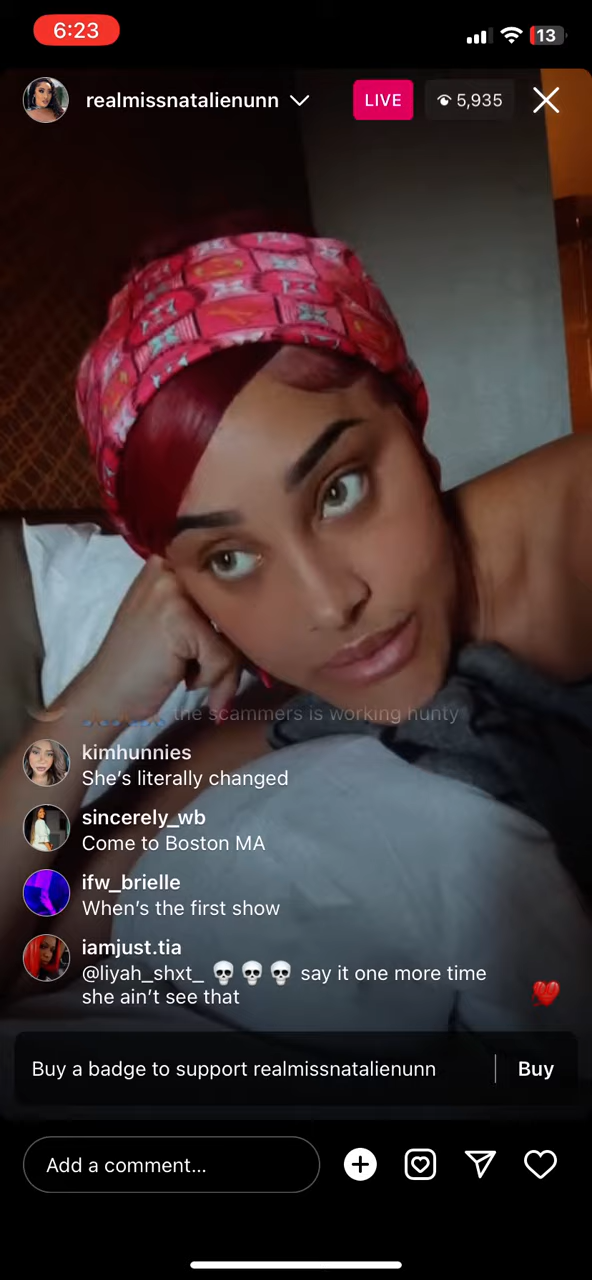 6:23
13
realmissnatalienunn
LIVE
5,935
the scammers is working hunty
kimhunnies
She's literally changed
sincerely_wb
Come to Boston MA
ifw_brielle
When's the first show
iamjust.tia
@liyah_shxt_ 💀💀💀 say it one more time
she ain't see that
Buy a badge to support realmissnatalienunn
Buy
Add a comment...